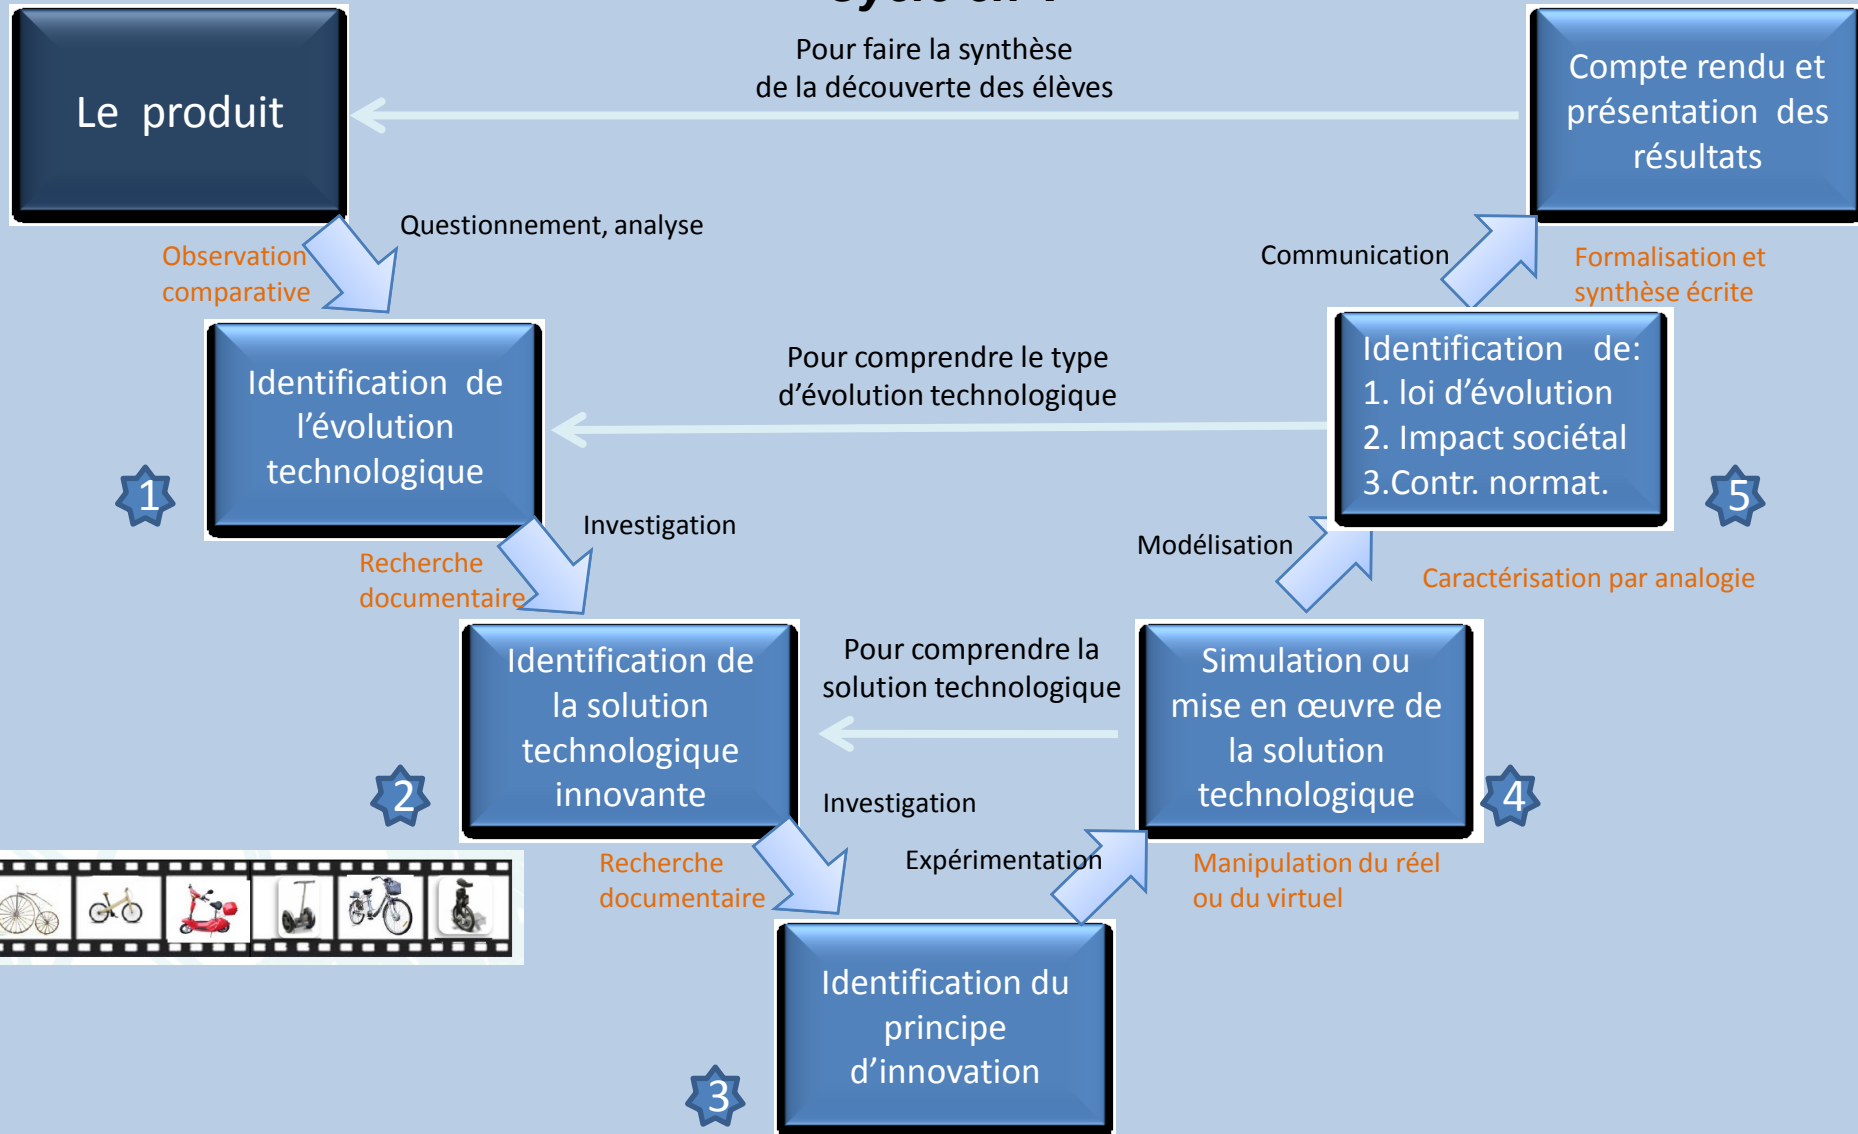 Le produit
Pour faire la synthèse
de la découverte des élèves
Compte rendu et
présentation des
résultats
Questionnement, analyse
Observation
comparative
Communication
Formalisation et
synthèse écrite
Identification de
l’évolution
technologique
1
Pour comprendre le type
d’évolution technologique
Identification de:
1. loi d’évolution
2. Impact sociétal
3.Contr. normat.
5
Investigation
Recherche
documentaire
Modélisation
Caractérisation par analogie
Identification de
la solution
technologique
innovante
2
Pour comprendre la
solution technologique
Simulation ou
mise en œuvre de
la solution
technologique
4
Investigation
Recherche
documentaire
Expérimentation
Manipulation du réel
ou du virtuel
Identification du
principe
d’innovation
3